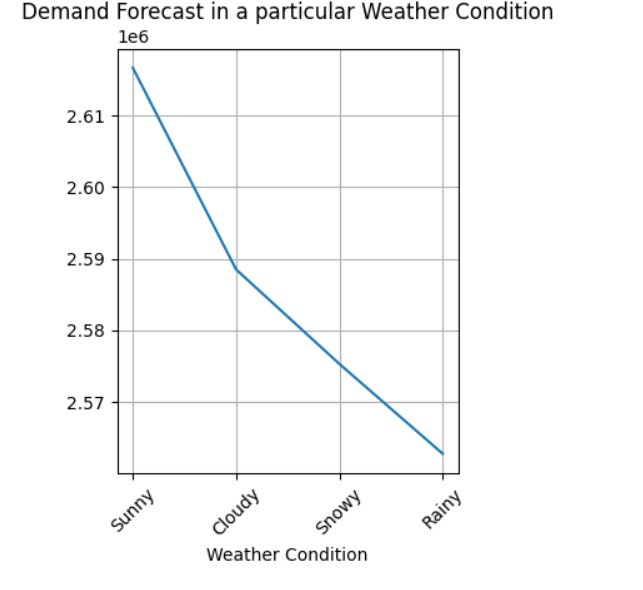 Demand Forecast in a particular Weather Condition
1e6
2.61
2.60
2.59
2.58
2.57
Sunny
Cloudy
Snowy
Rainy
Weather Condition